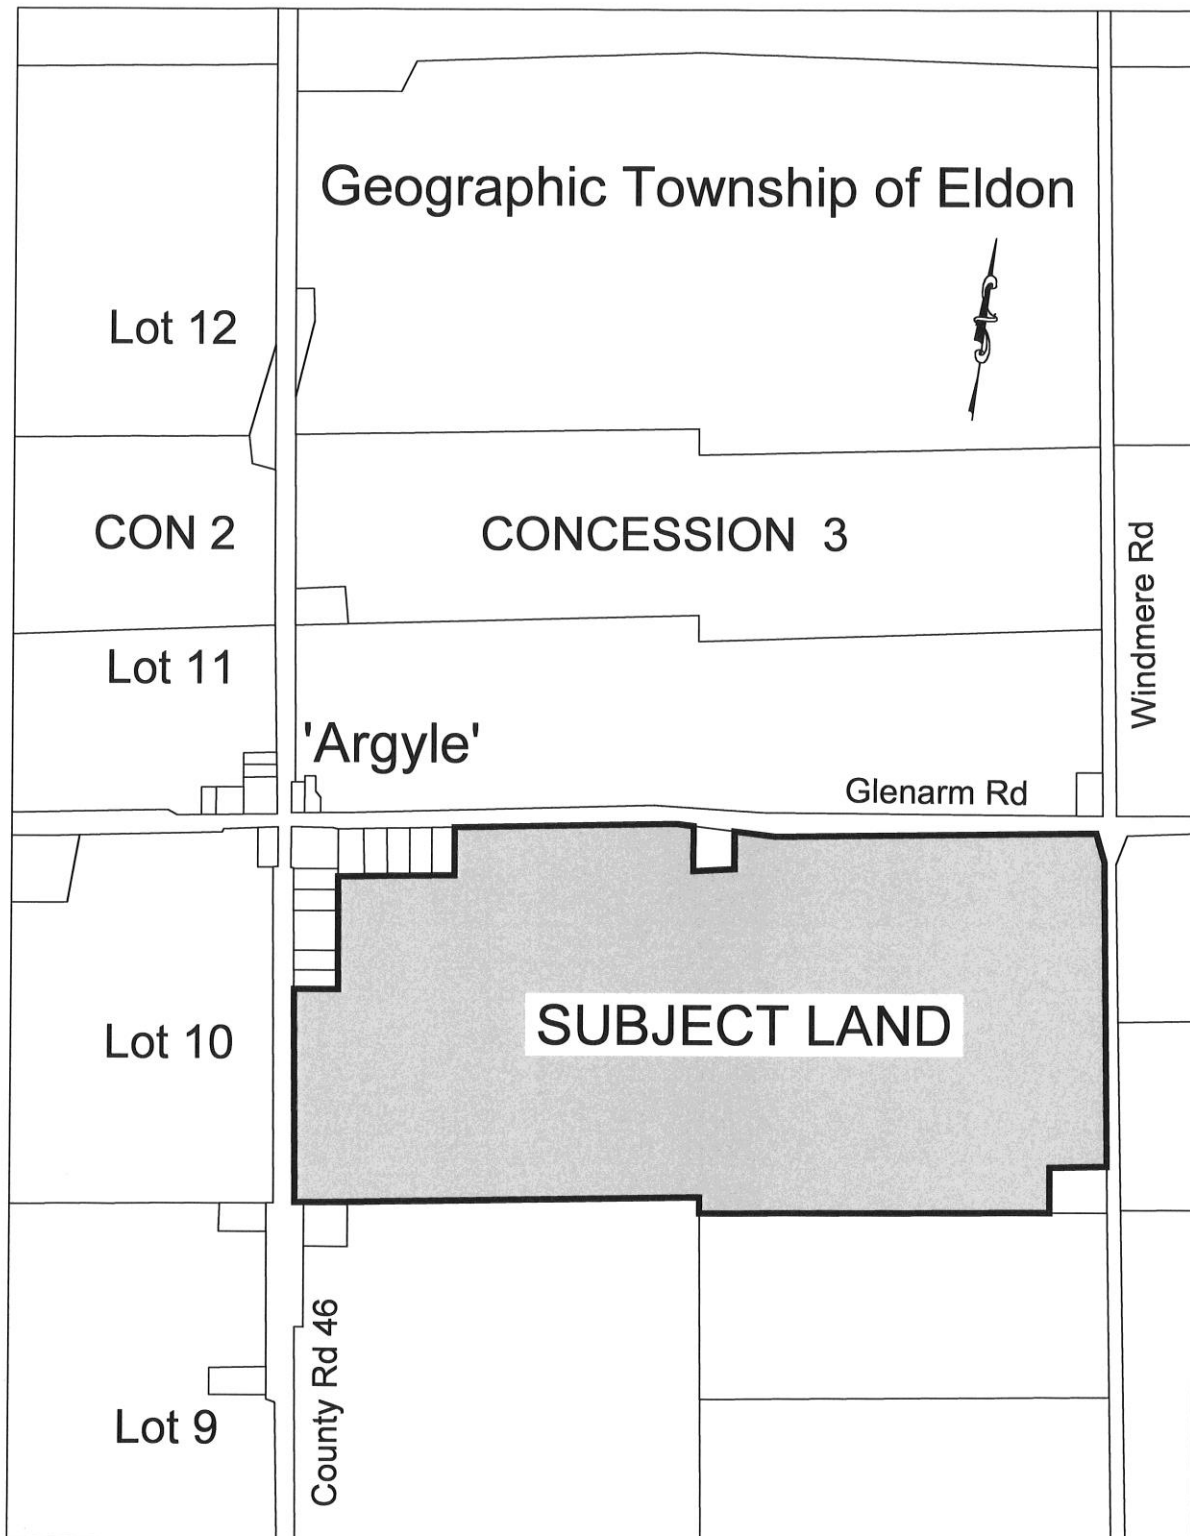 Geographic Township of Eldon
Lot 12
CON 2
CONCESSION 3
Windmere Rd
Lot 11
'Argyle'
Glenarm Rd
SUBJECT LAND
Lot 10
County Rd 46
Lot 9